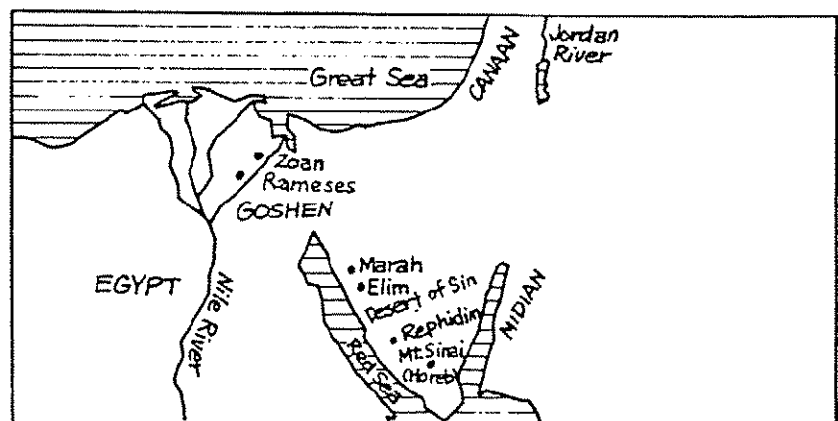 Great Sea
CANAAN
Jordan
River
Zoan
Rameses
GOSHEN
EGYPT
Nile River
Marah
Elim
Desert of Sin
Rephidim
Mt. Sinai
(Horeb)
Red Sea
MIDIAN